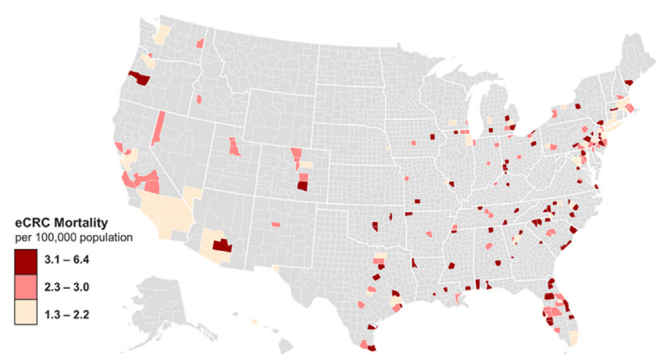 eCRC Mortality
per 100,000 population
3.1 – 6.4
2.3 – 3.0
1.3 – 2.2